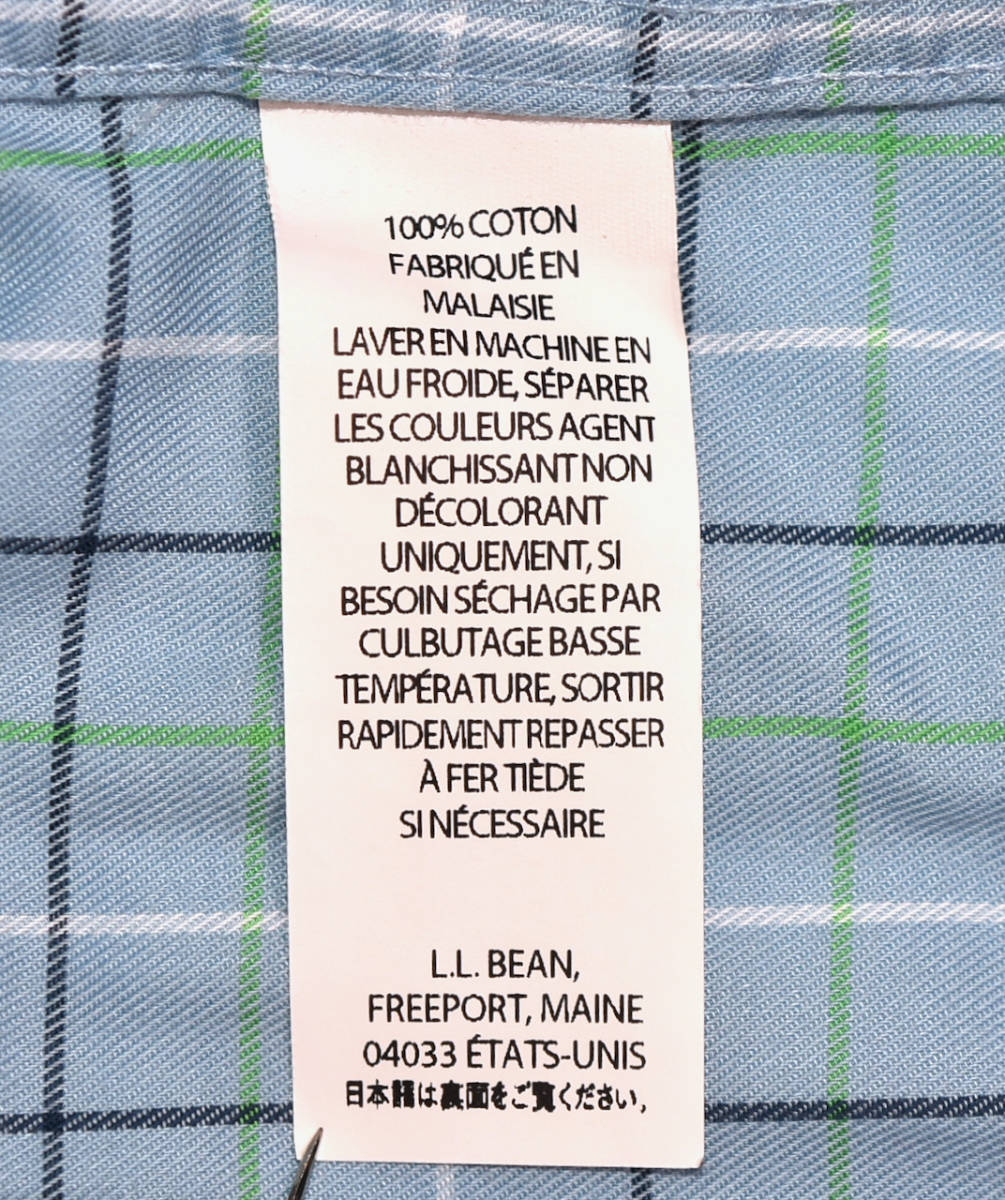 100% COTON
FABRIQUÉ EN
MALAISIE
LAVER EN MACHINE EN
EAU FROIDE, SÉPARER
LES COULEURS AGENT
BLANCHISSANT NON
DÉCOLORANT
UNIQUEMENT, SI
BESOIN SÉCHAGE PAR
CULBUTAGE BASSE
TEMPÉRATURE, SORTIR
RAPIDEMENT REPASSER
À FER TIÈDE
SI NÉCESSAIRE
L.L. BEAN,
FREEPORT, MAINE
04033 ÉTATS-UNIS
日本語は裏面をご覧ください。